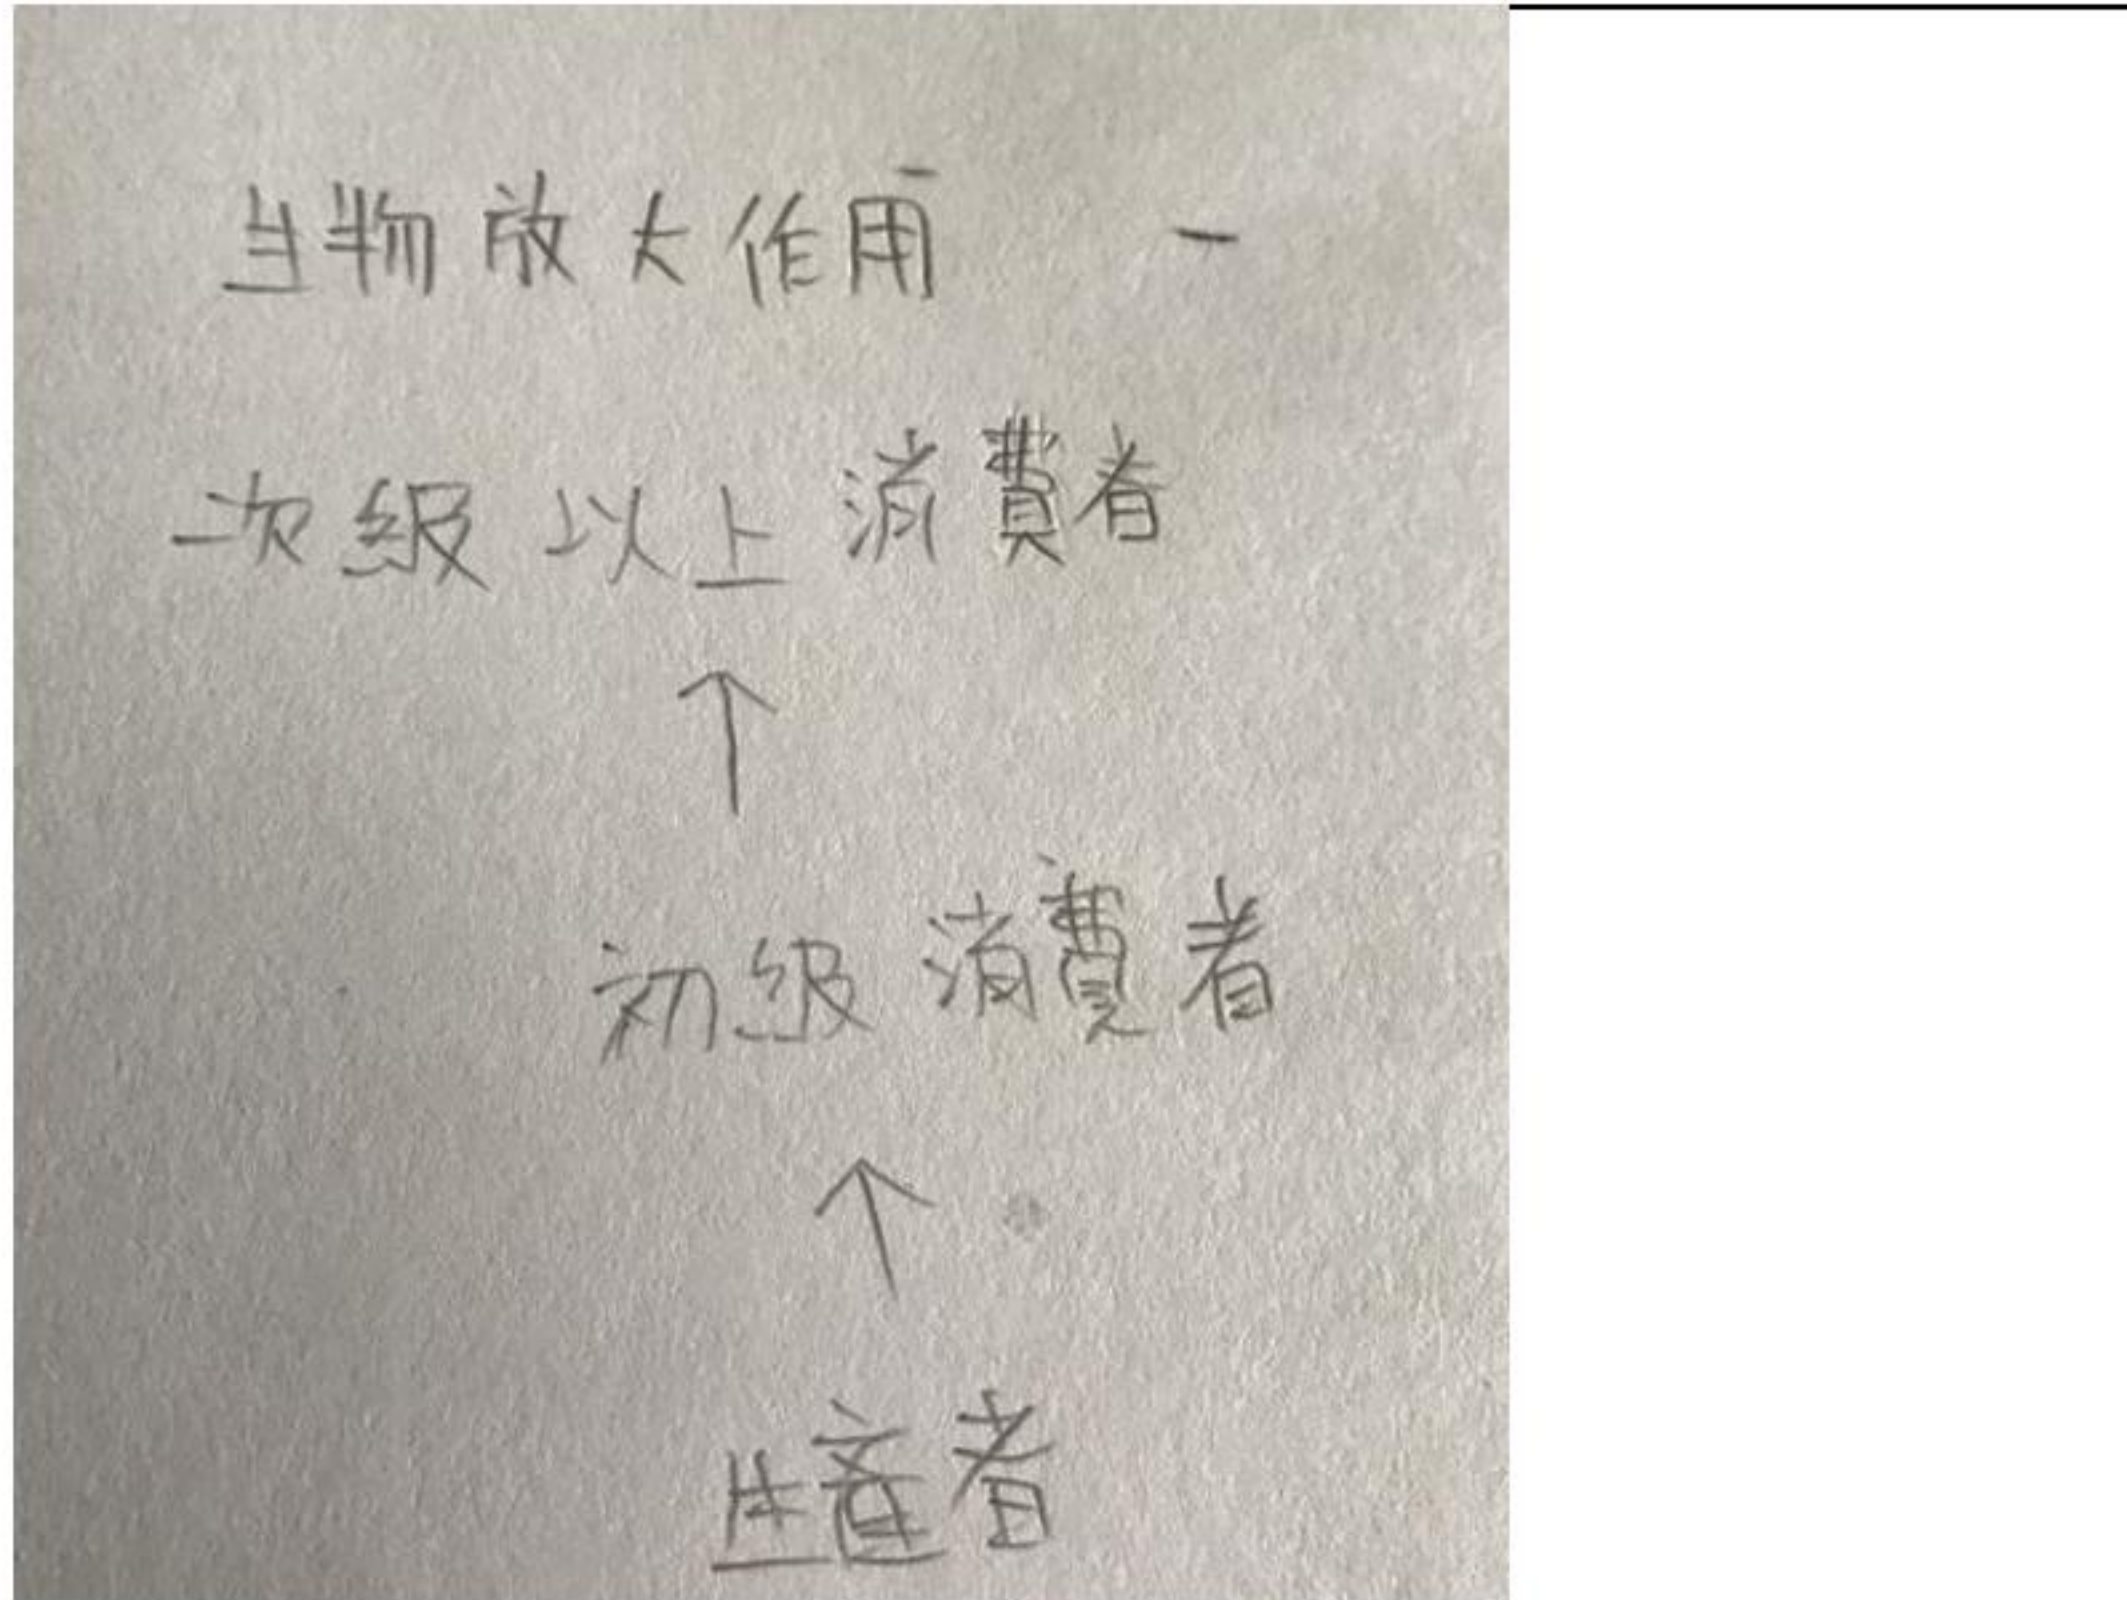 生物放大作用 一
次級以上消費者
↑
初級消費者
↑
生產者